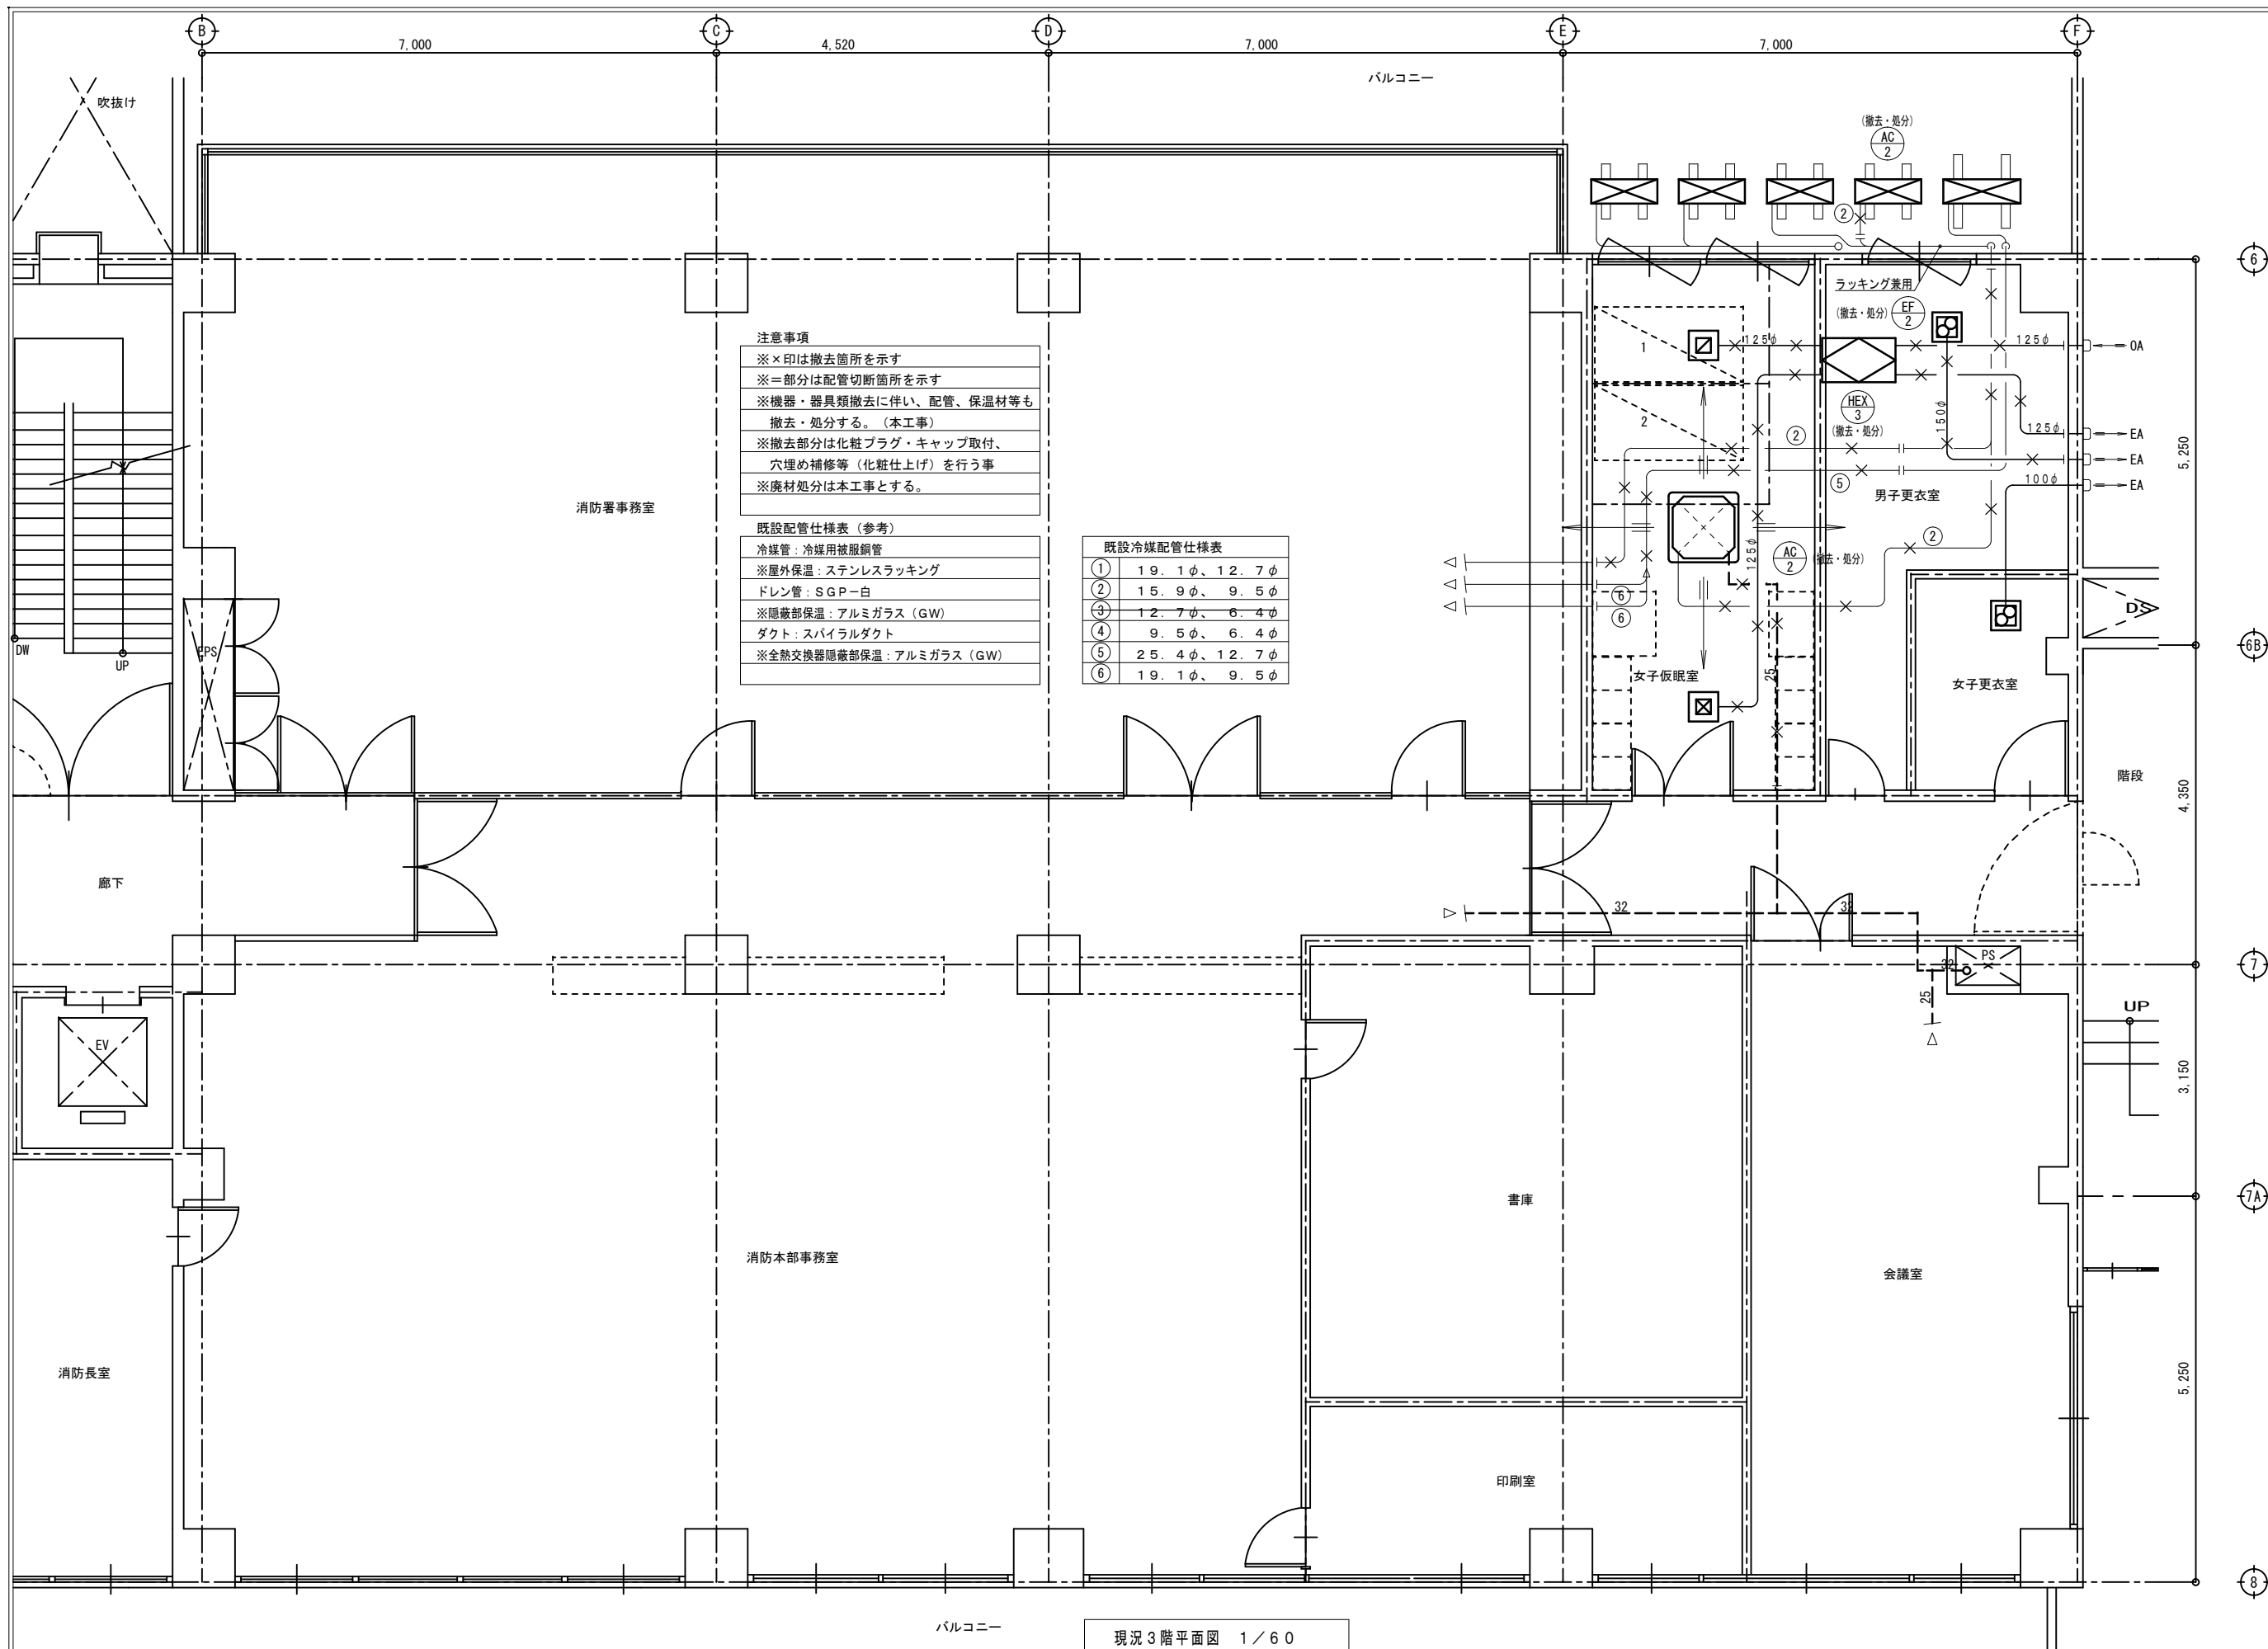 B
C
D
E
F
7,000
4,520
7,000
7,000
バルコニー
吹抜け
(撤去・処分)
AC
2
2
6
ラッキング兼用
(撤去・処分)
EF
2
1
125φ
125φ
OA
2
HEX
3
(撤去・処分)
150φ
125φ
EA
EA
100φ
EA
2
5
男子更衣室
2
125φ
AC
2
(撤去・処分)
6
6
女子仮眠室
25
女子更衣室
5,250
DS
6B
階段
4,350
注意事項
※×印は撤去箇所を示す
※=部分は配管切断箇所を示す
※機器・器具類撤去に伴い、配管、保温材等も
撤去・処分する。(本工事)
※撤去部分は化粧プラグ・キャップ取付、
穴埋め補修等(化粧仕上げ)を行う事
※廃材処分は本工事とする。
既設配管仕様表(参考)
冷媒管:冷媒用被服銅管
※屋外保温:ステンレスラッキング
ドレン管:SGP-白
※隠蔽部保温:アルミガラス(GW)
ダクト:スパイラルダクト
※全熱交換器隠蔽部保温:アルミガラス(GW)
既設冷媒配管仕様表
1 19.1φ、12.7φ
2 15.9φ、 9.5φ
3 12.7φ 6.4φ
4 9.5φ、 6.4φ
5 25.4φ、12.7φ
6 19.1φ、 9.5φ
消防署事務室
DW
UP
EPS
廊下
32
32
32
PS
25
7
UP
EV
3,150
7A
書庫
消防本部事務室
会議室
消防長室
5,250
印刷室
8
バルコニー
現況3階平面図 1/60